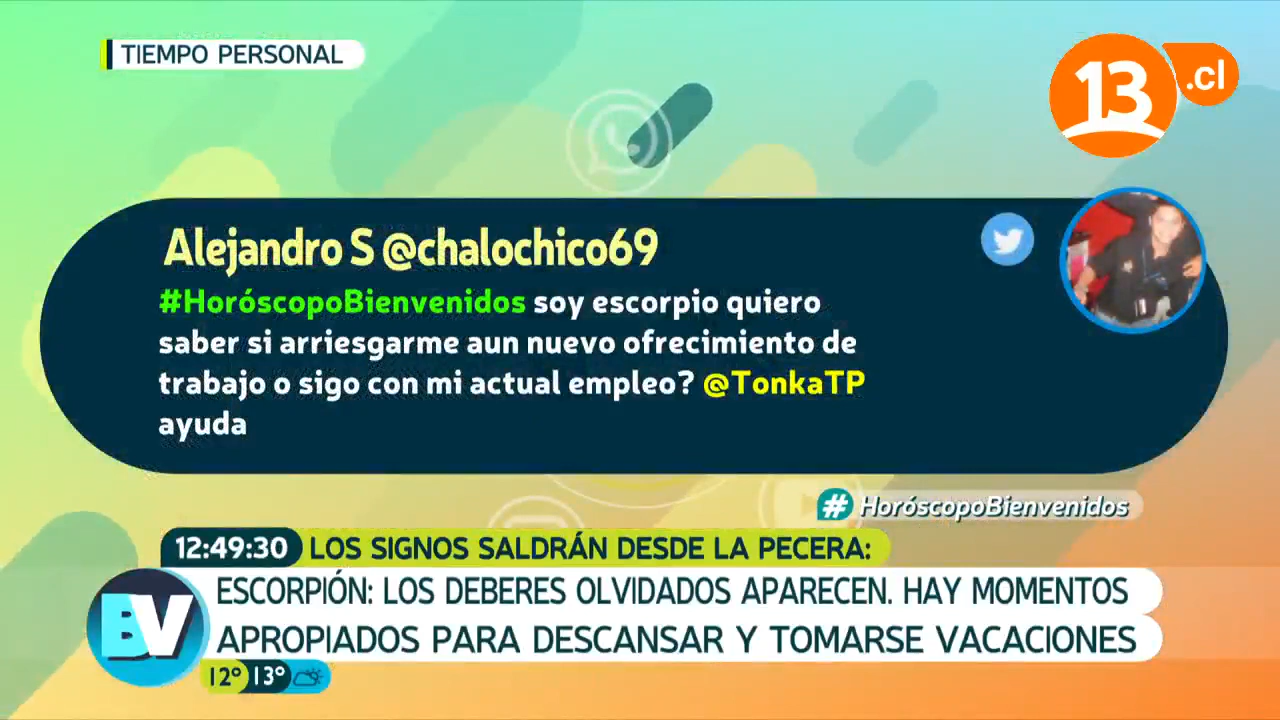 TIEMPO PERSONAL
13.cl
Alejandro S @chalochico69
#HoróscopoBienvenidos soy escorpio quiero
saber si arriesgarme aun nuevo ofrecimiento de
trabajo o sigo con mi actual empleo? @TonkaTP
ayuda
# HoróscopoBienvenidos
12:49:30 LOS SIGNOS SALDRÁN DESDE LA PECERA:
BV
ESCORPIÓN: LOS DEBERES OLVIDADOS APARECEN. HAY MOMENTOS
APROPIADOS PARA DESCANSAR Y TOMARSE VACACIONES
12° 13°